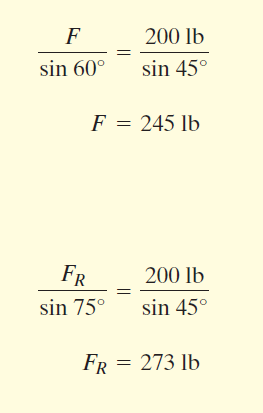 F / sin 60° = 200 lb / sin 45°
F = 245 lb
F_R / sin 75° = 200 lb / sin 45°
F_R = 273 lb